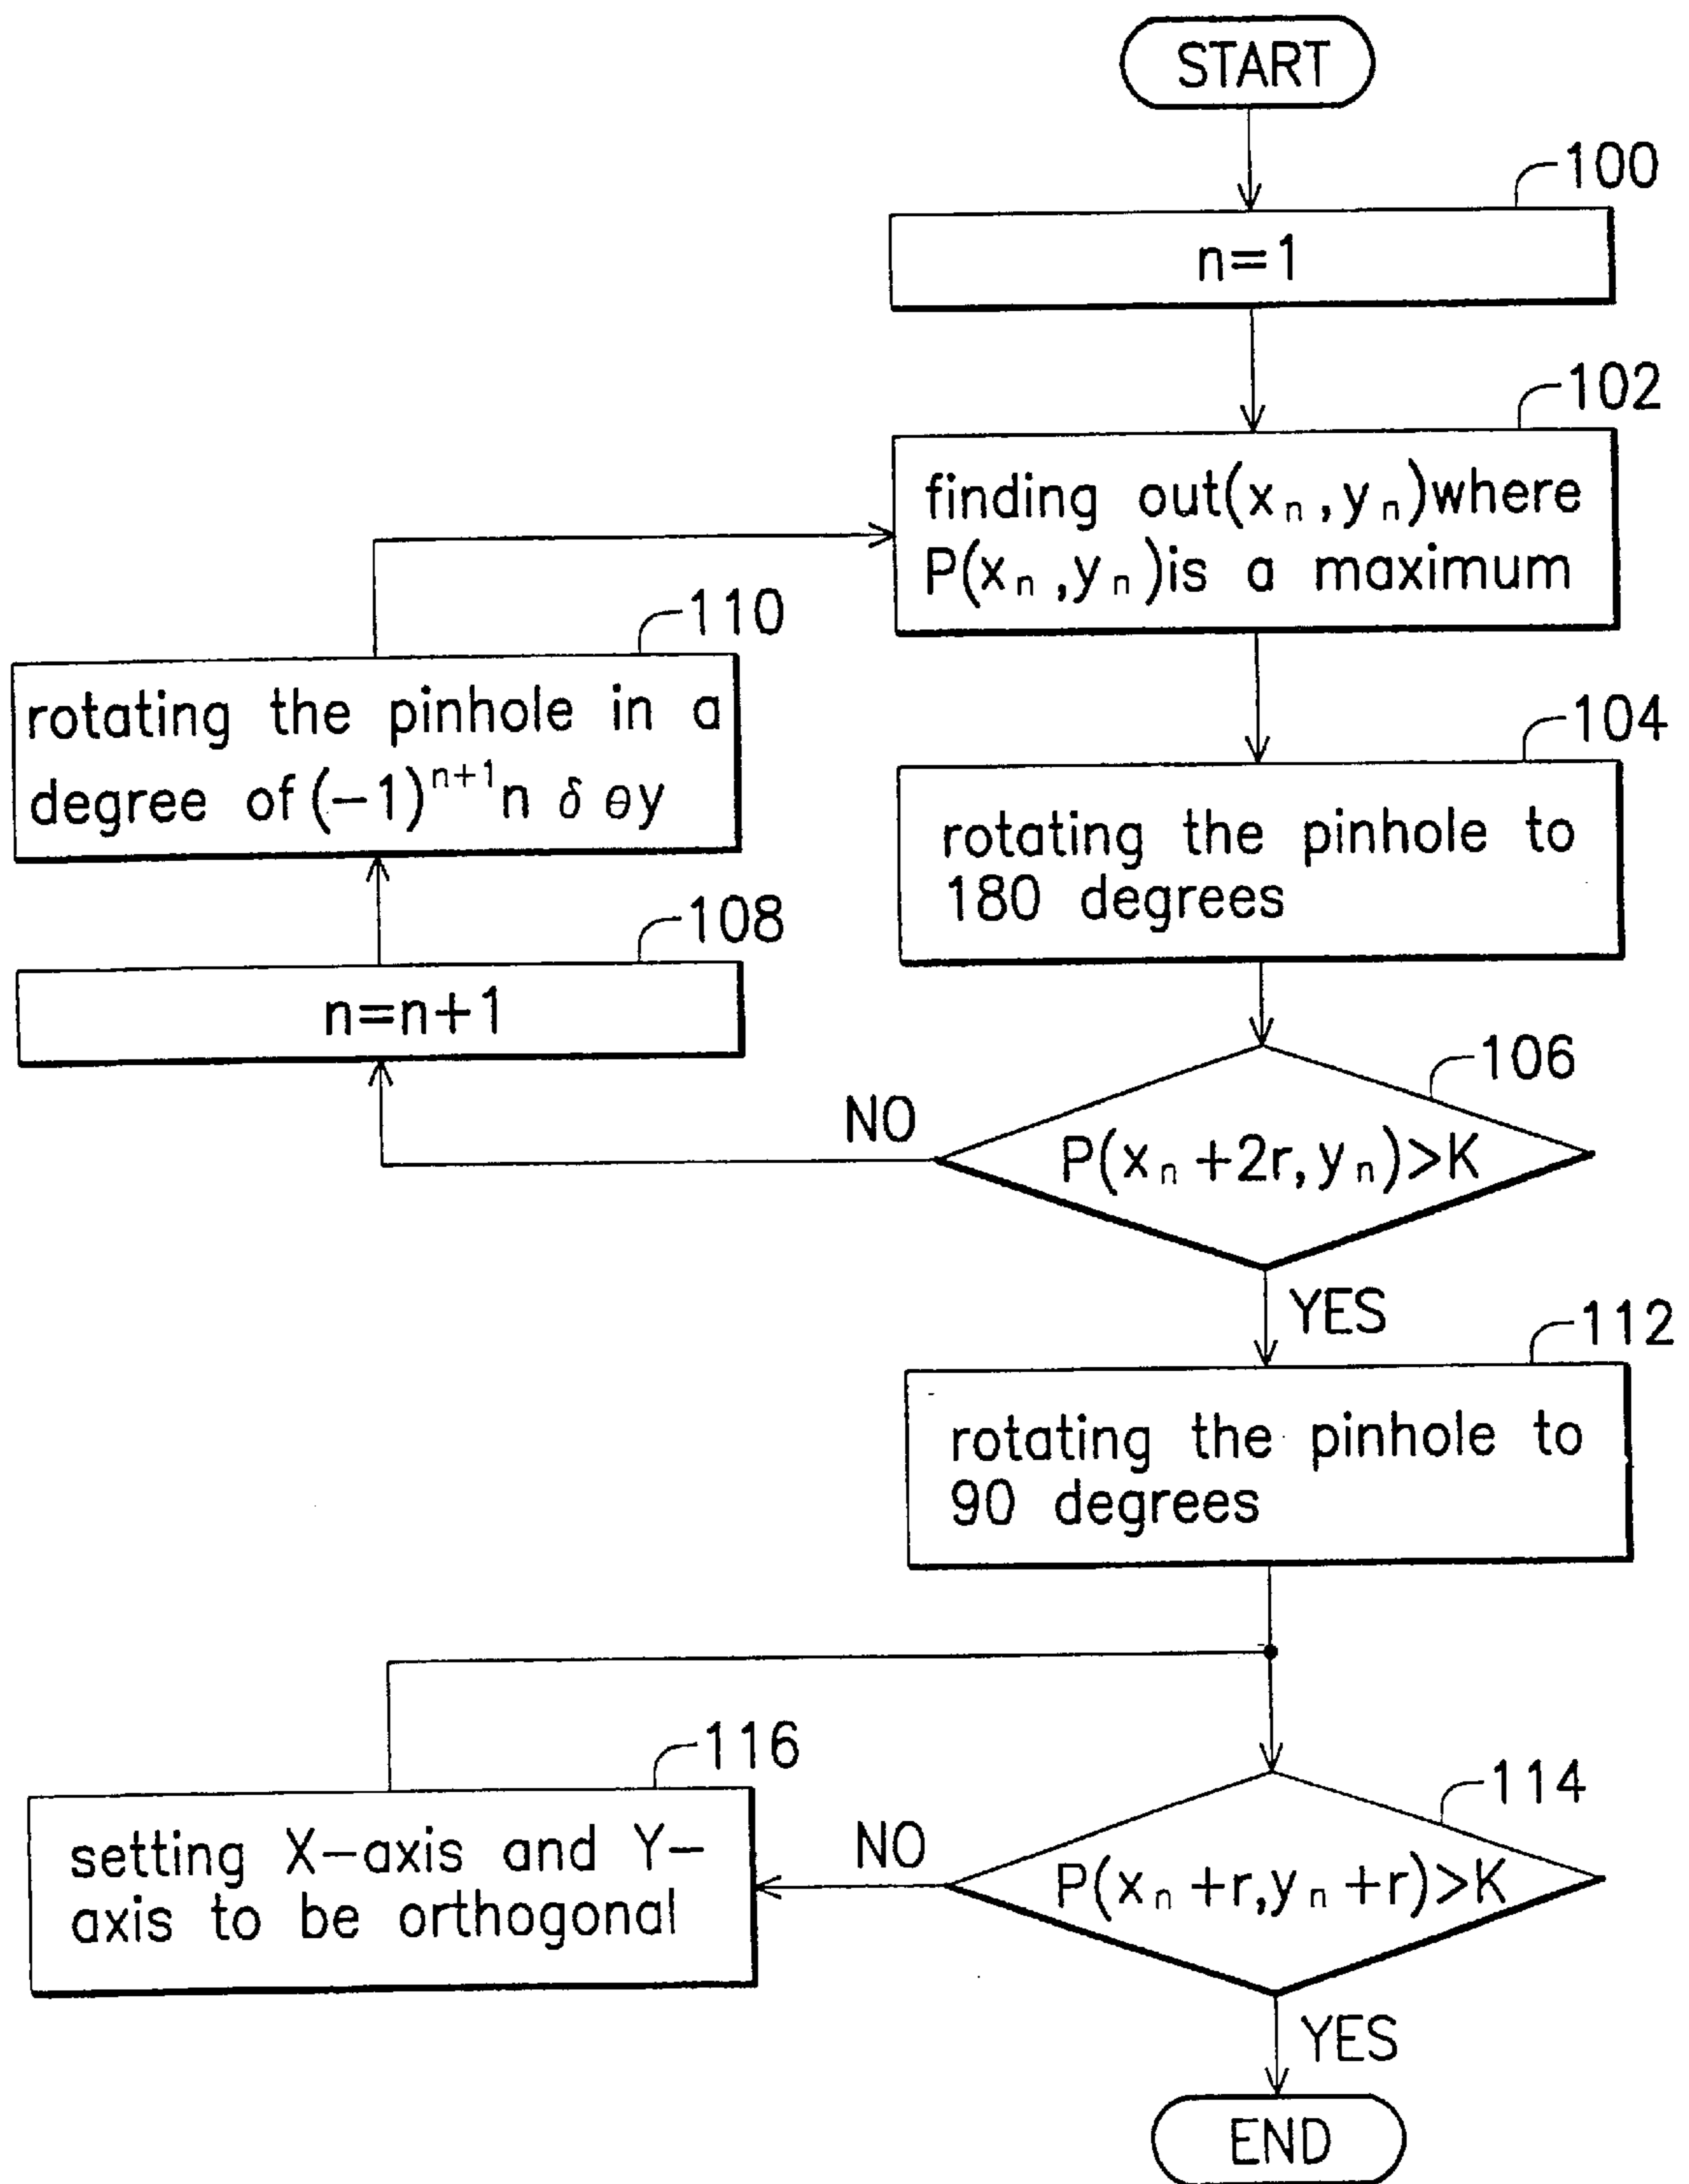 START
100
n=1
102
finding out(xₙ,yₙ)where
P(xₙ,yₙ)is a maximum
110
rotating the pinhole in a
degree of(-1)ⁿ⁺¹n δ θy
104
rotating the pinhole to
180 degrees
108
n=n+1
106
NO
P(xₙ+2r,yₙ)>K
YES
112
rotating the pinhole to
90 degrees
116
setting X-axis and Y-
axis to be orthogonal
114
NO
P(xₙ+r,yₙ+r)>K
YES
END